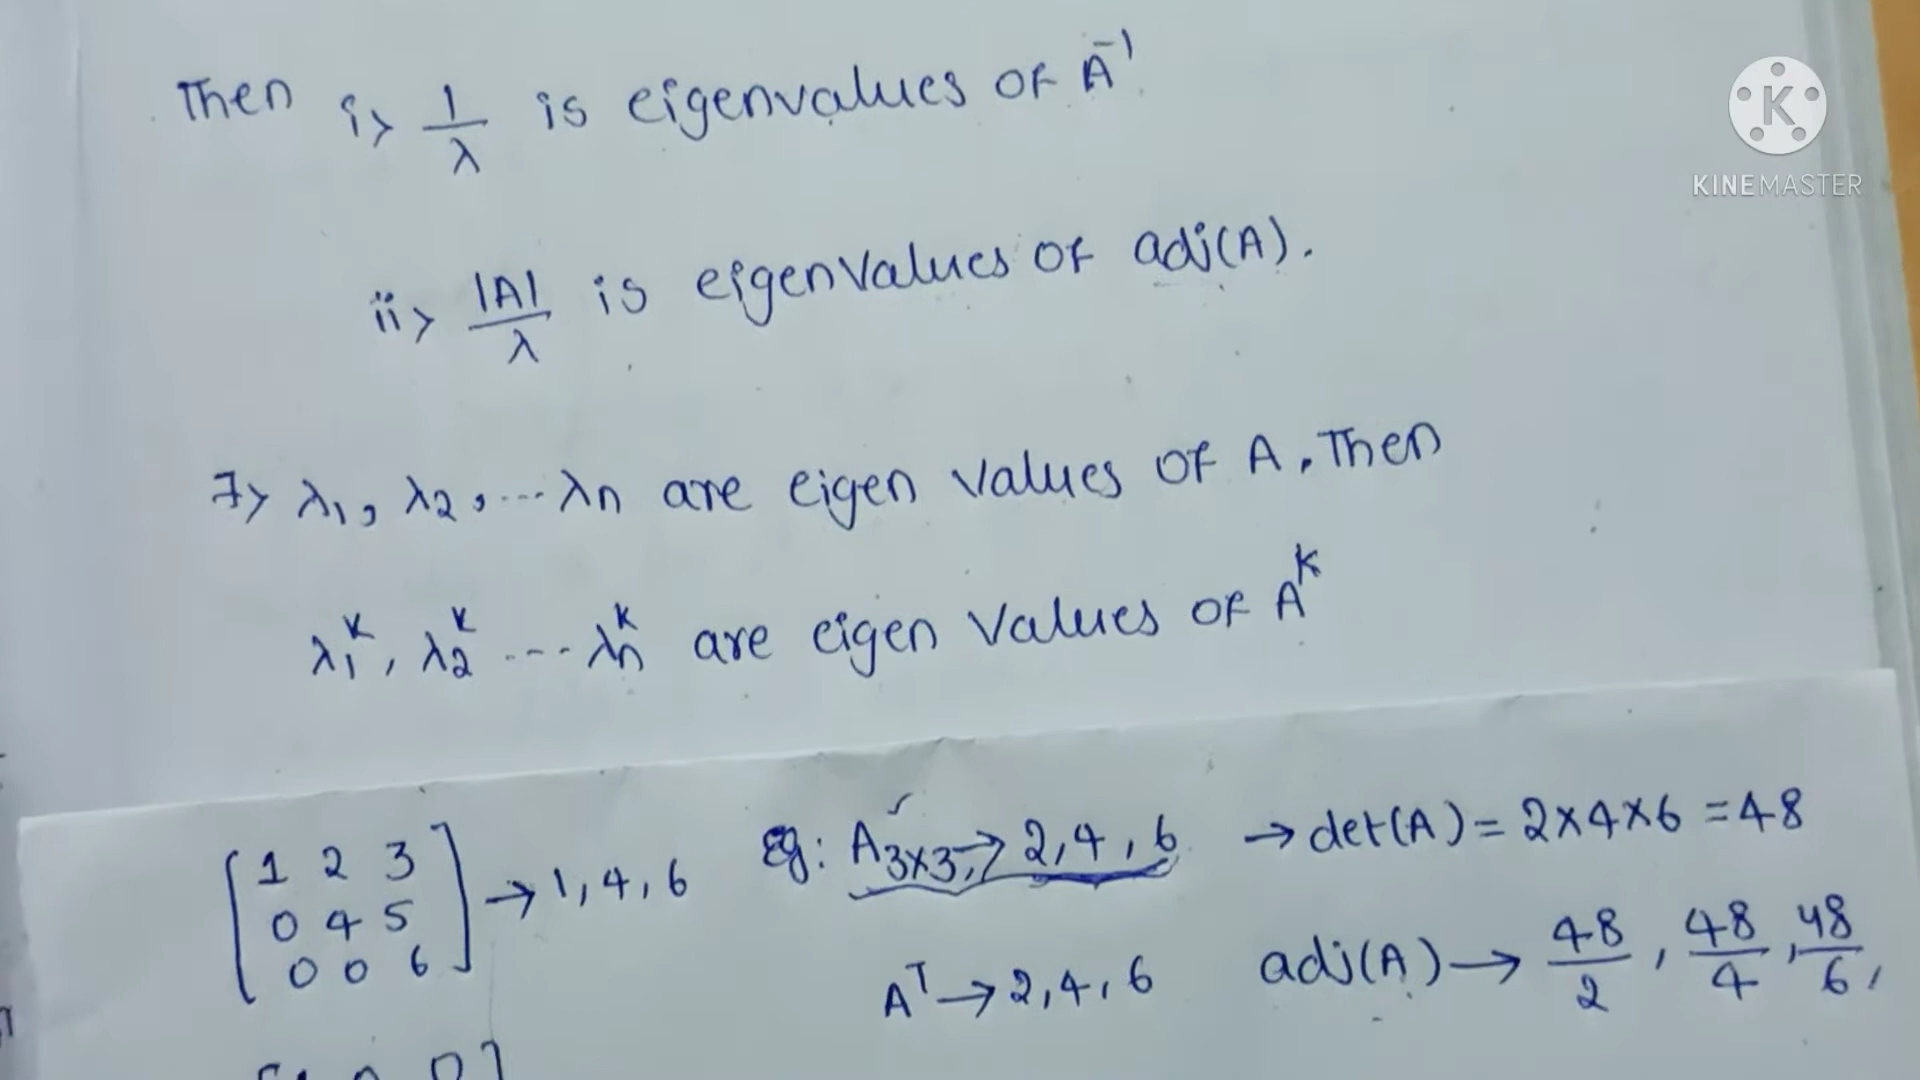 Then i> 1/λ is eigenvalues of A⁻¹.
K
KINEMASTER
ii> |A|/λ is eigenvalues of adj(A).
7> λ1, λ2, ... λn are eigen values of A. Then
λ1^k, λ2^k ---- λn^k are eigen values of A^k
[1 2 3
0 4 5
0 0 6] → 1, 4, 6
Eg: A3×3 → 2, 4, 6 → det(A) = 2×4×6 = 48
A^T → 2, 4, 6
adj(A) → 48/2, 48/4, 48/6,